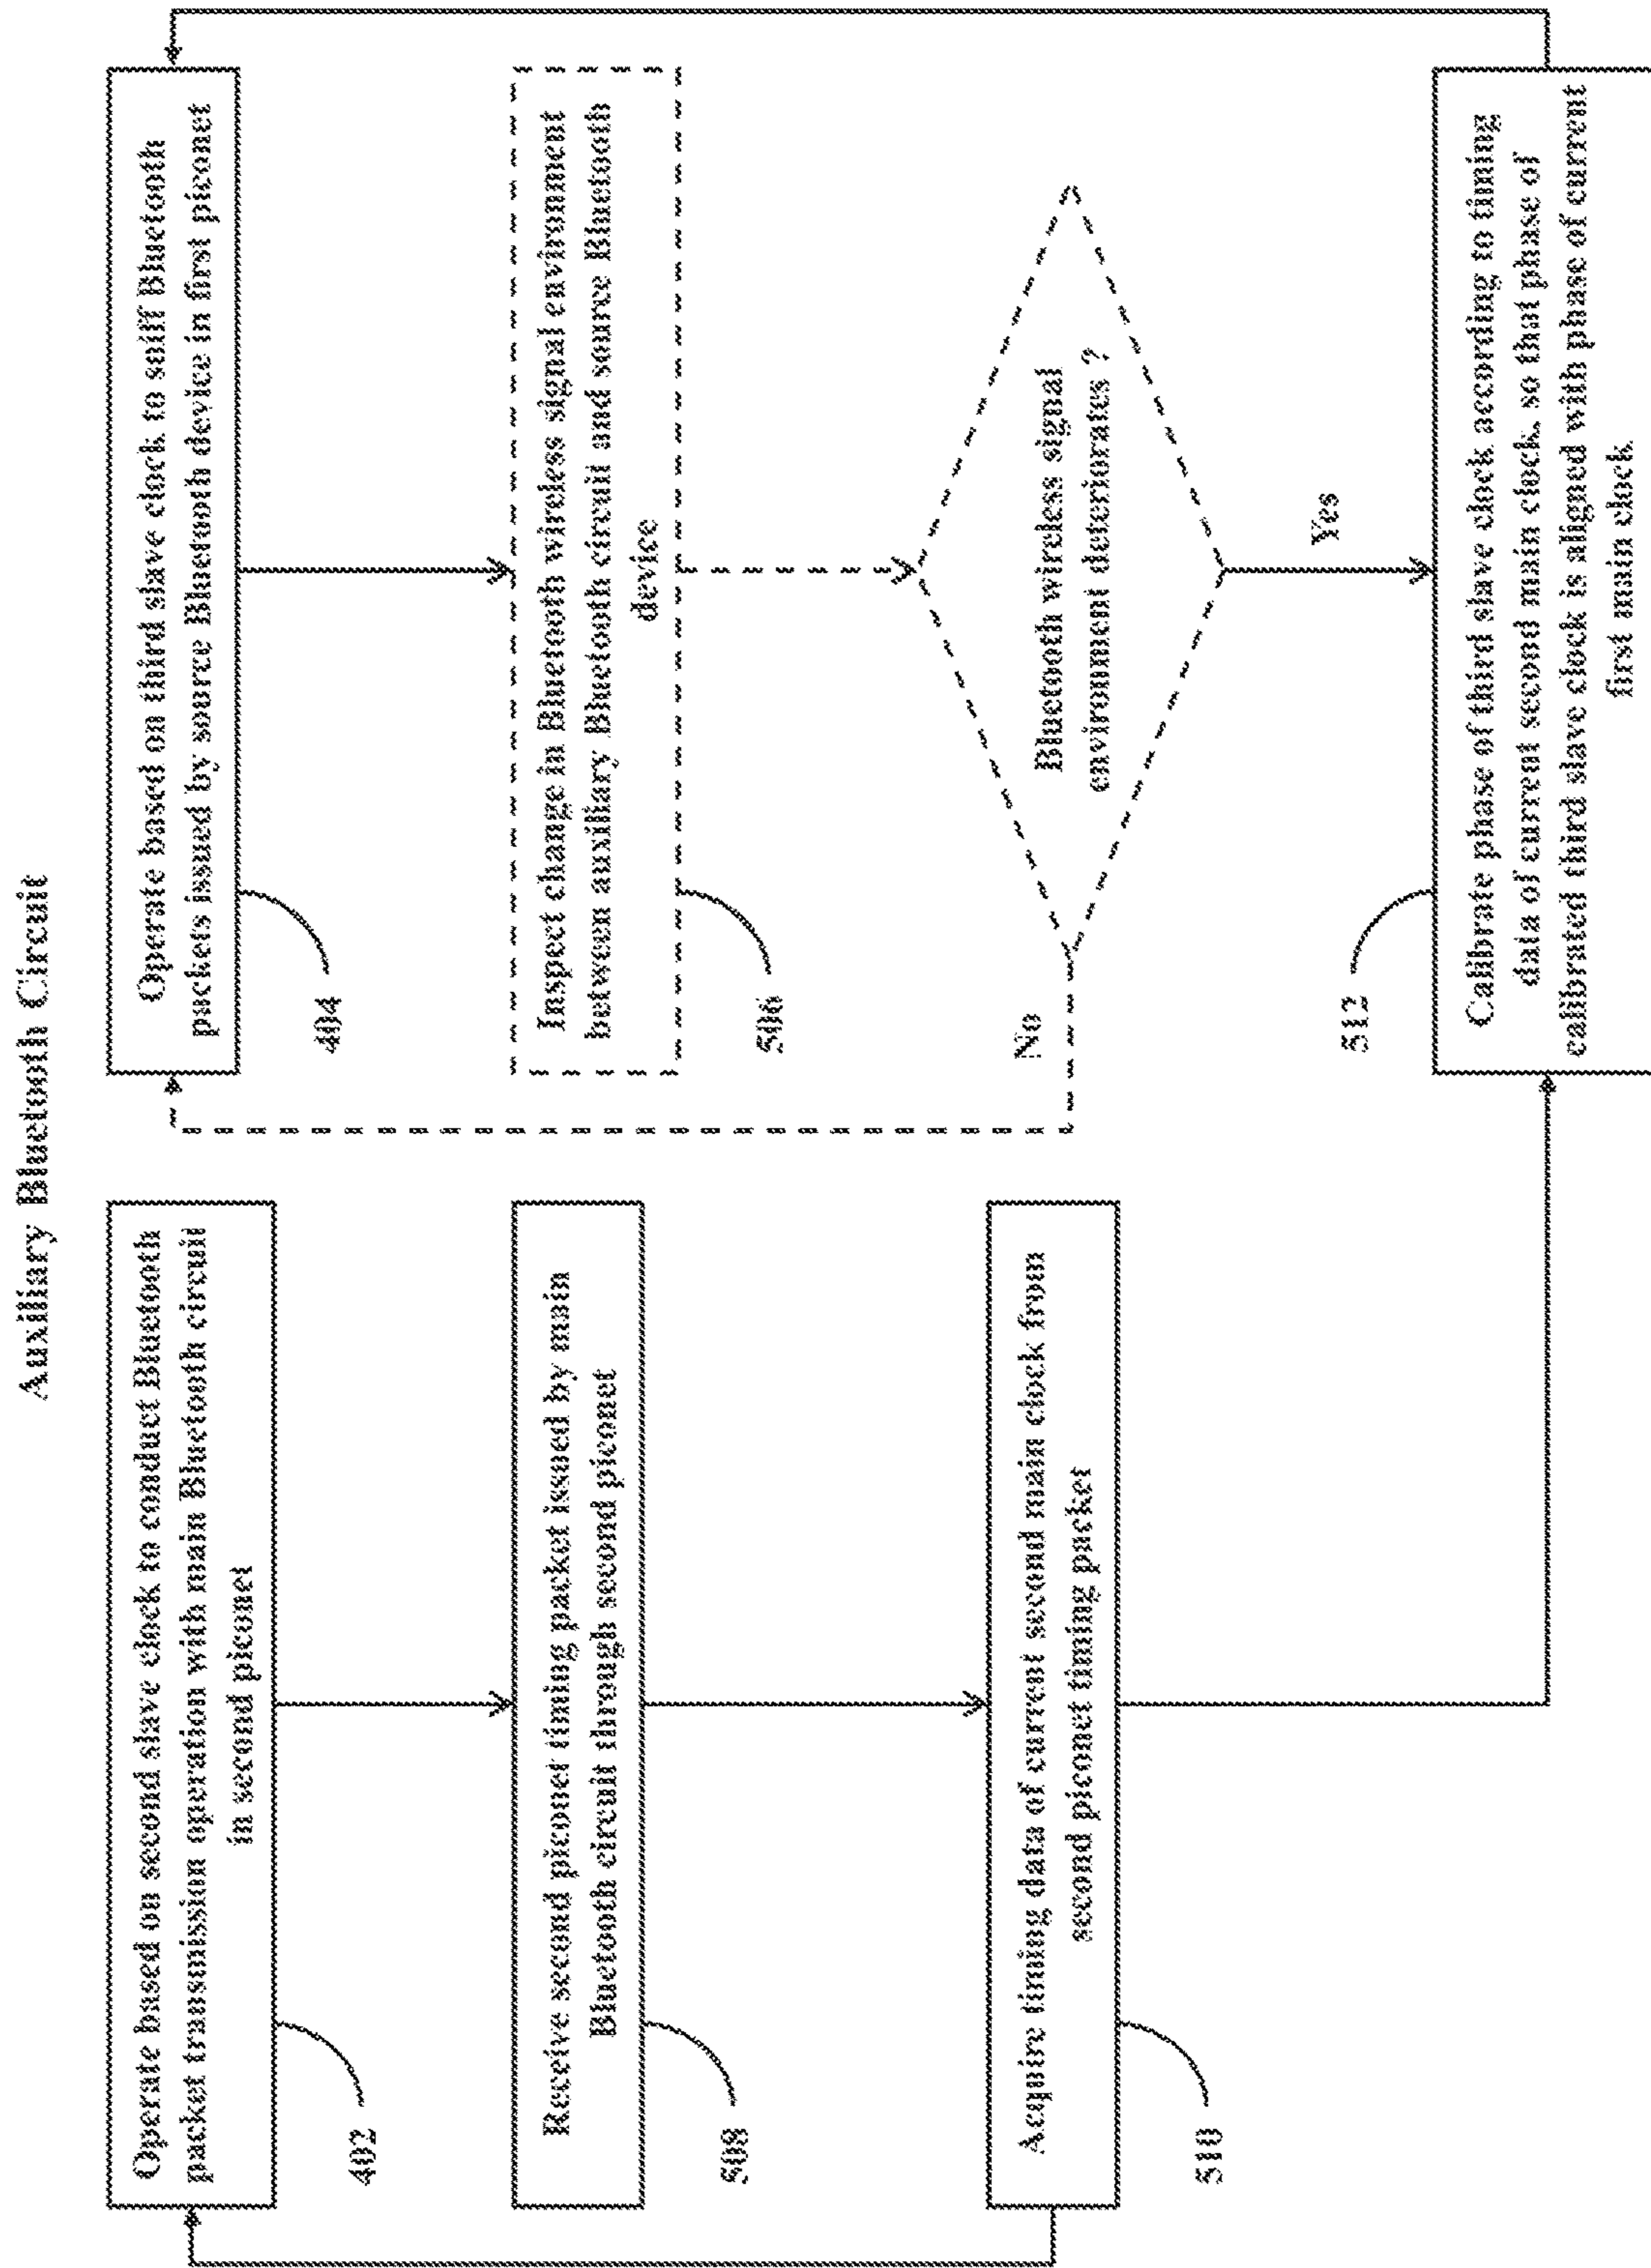 Auxiliary Bluetooth Circuit
Operate based on second slave clock to conduct Bluetooth
packet transmission operation with main Bluetooth circuit
in second piconet
402
Receive second piconet timing packet issued by main
Bluetooth circuit through second piconet
508
Acquire timing data of current second main clock from
second piconet timing packet
510
Operate based on third slave clock to sniff Bluetooth
packets issued by source Bluetooth device in first piconet
404
Inspect change in Bluetooth wireless signal environment
between auxiliary Bluetooth circuit and source Bluetooth
device
506
Bluetooth wireless signal
environment deteriorates ?
No
Yes
512
Calibrate phase of third slave clock according to timing
data of current second main clock, so that phase of
calibrated third slave clock is aligned with phase of current
first main clock